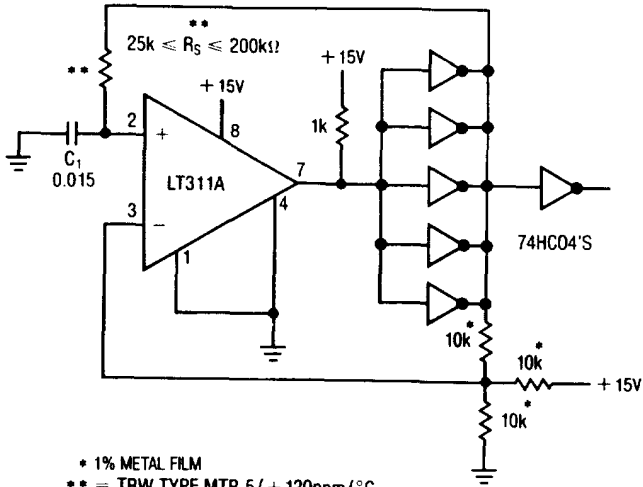 **
25k ≤ R_S ≤ 200kΩ
**
+15V
+15V
1k
2
+
8
C₁
0.015
LT311A
7
4
3
−
1
74HC04'S
10k*
10k*
+15V
10k*
* 1% METAL FILM